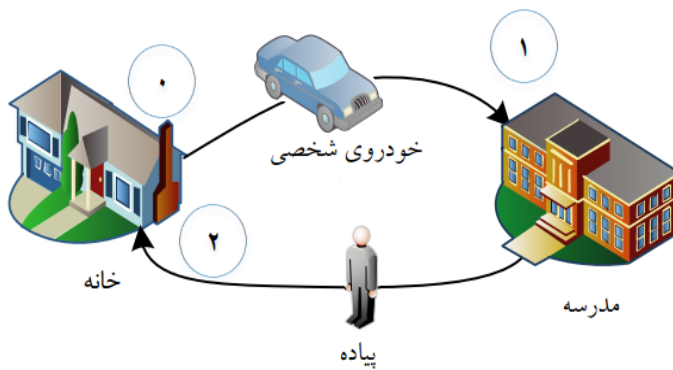 ۱
۰
خودروی شخصی
۲
خانه
مدرسه
پیاده